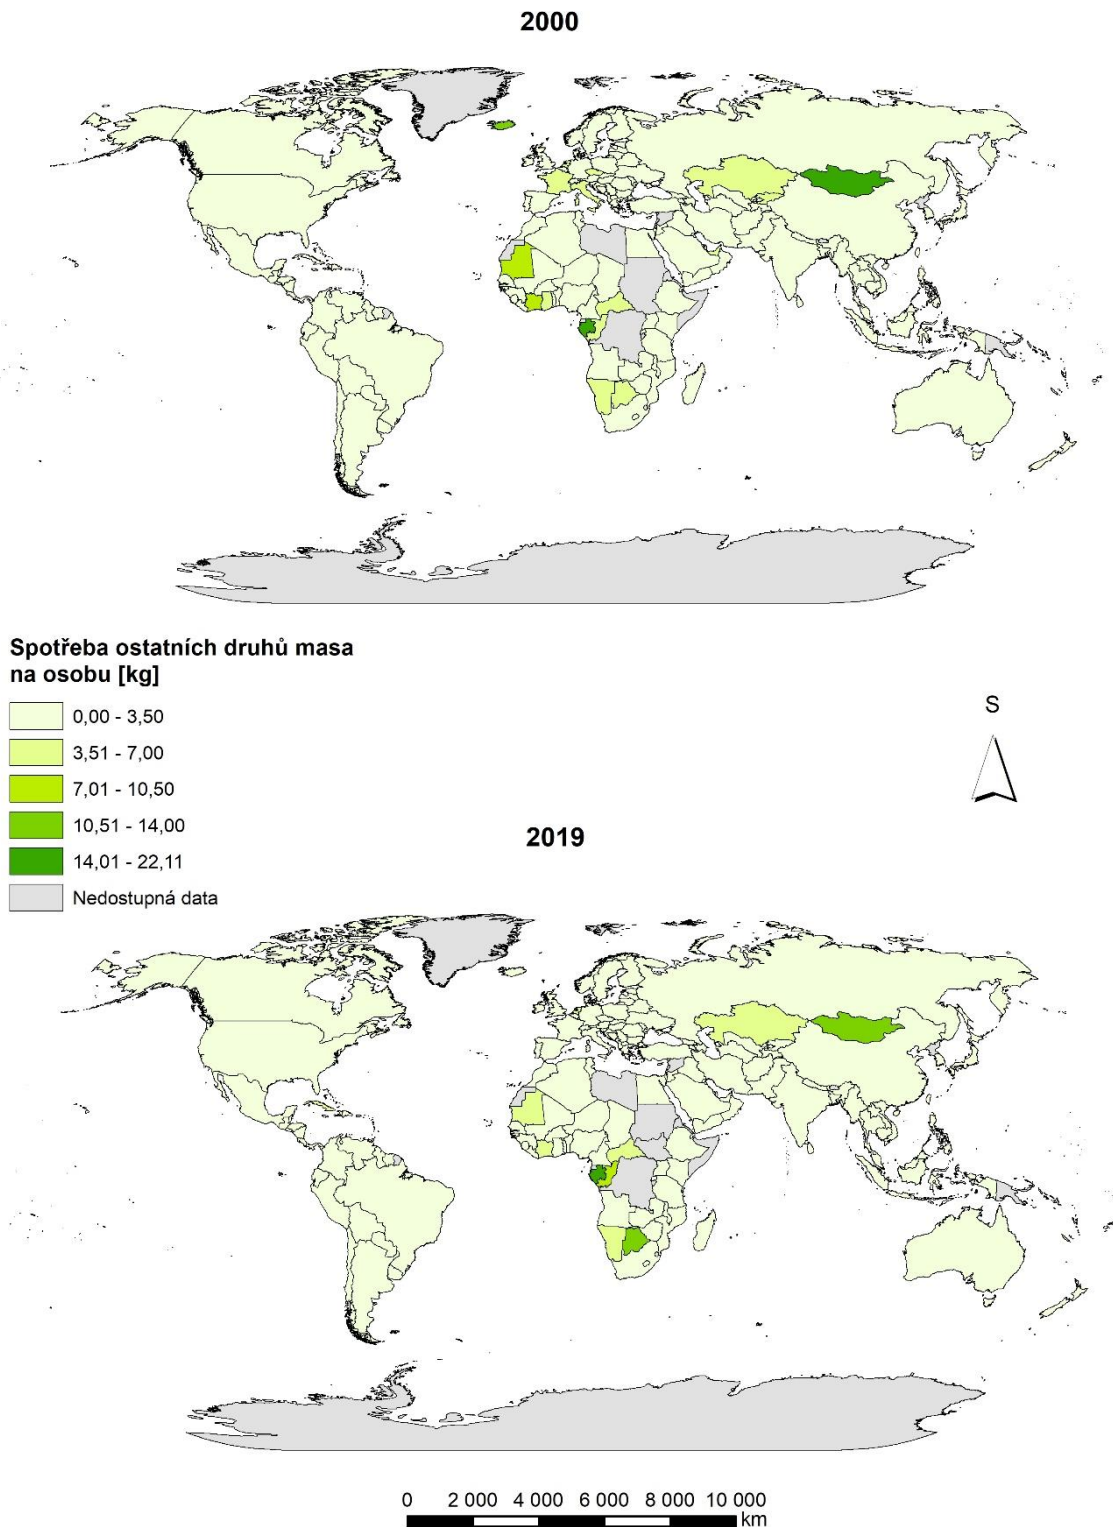 2000
Spotřeba ostatních druhů masa
na osobu [kg]
0,00 - 3,50
3,51 - 7,00
7,01 - 10,50
10,51 - 14,00
14,01 - 22,11
Nedostupná data
S
2019
0 2 000 4 000 6 000 8 000 10 000
km